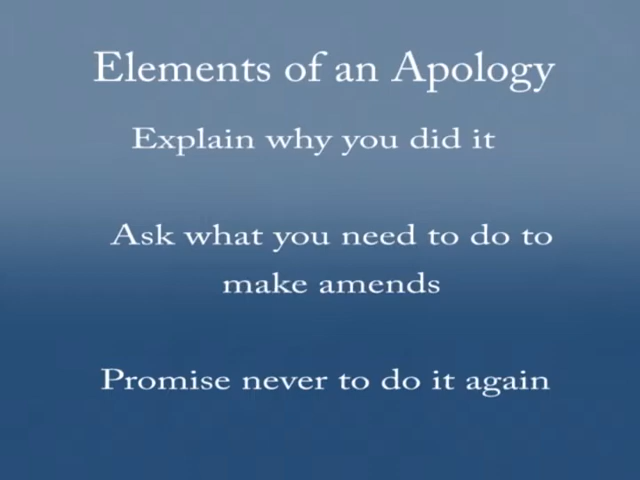 Elements of an Apology
Explain why you did it
Ask what you need to do to
make amends
Promise never to do it again